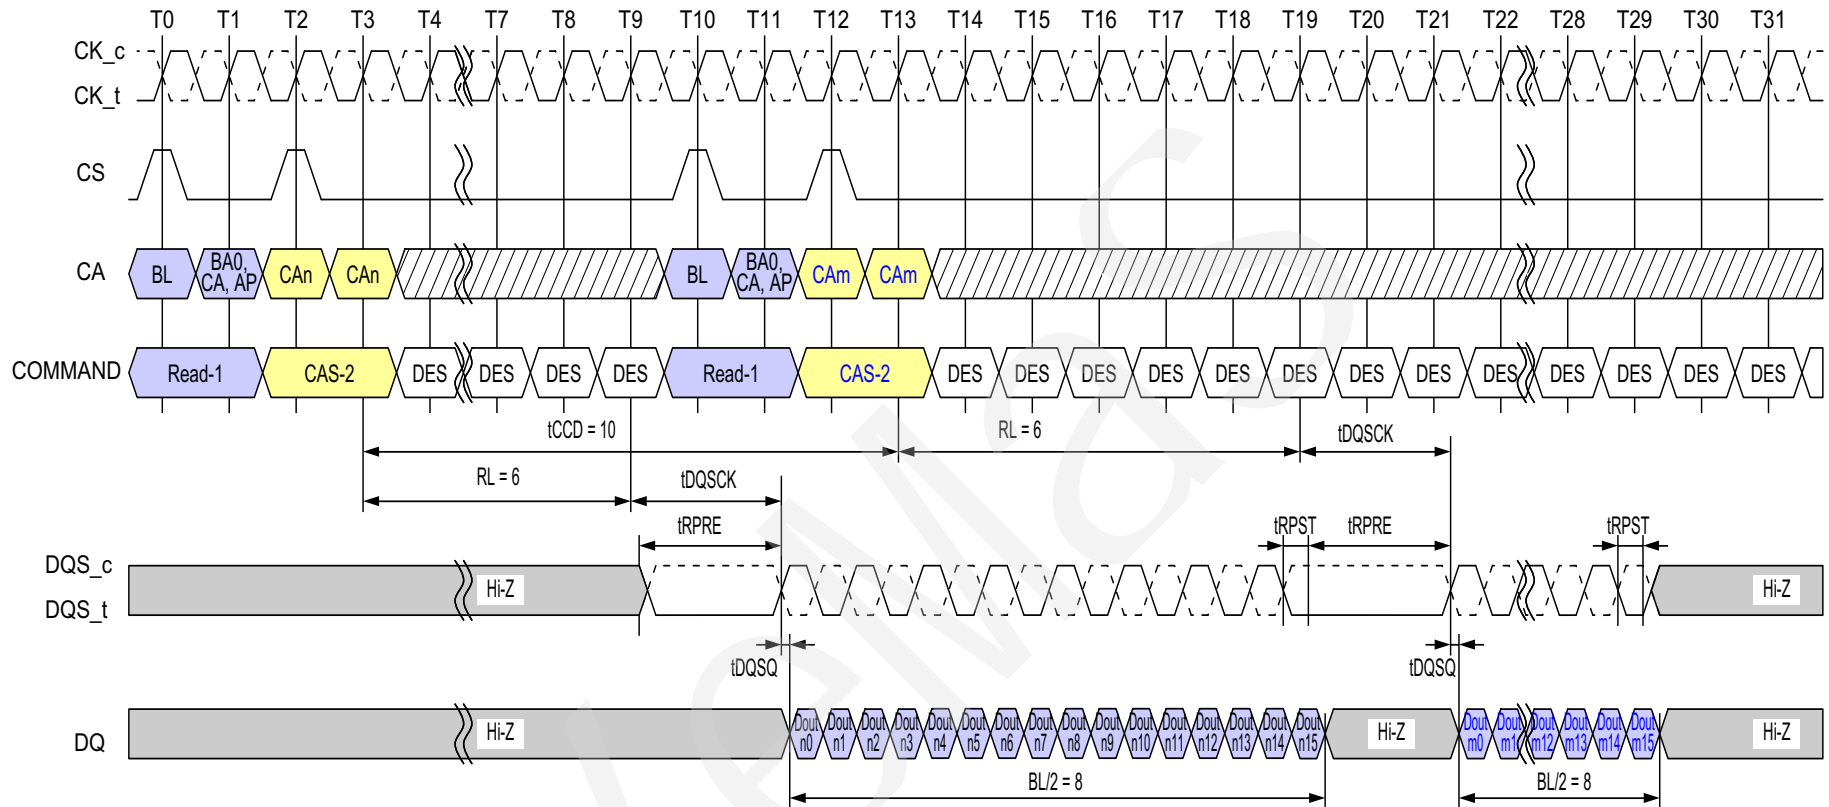 T0 T1 T2 T3 T4 T7 T8 T9 T10 T11 T12 T13 T14 T15 T16 T17 T18 T19 T20 T21 T22 T28 T29 T30 T31
CK_c
CK_t
CS
CA BL BA0, CA, AP CAn CAn BL BA0, CA, AP CAm CAm
COMMAND Read-1 CAS-2 DES DES DES DES Read-1 CAS-2 DES DES DES DES DES DES DES DES DES DES DES DES DES
tCCD = 10 RL = 6 tDQSCK
RL = 6 tDQSCK
tRPRE tRPST tRPRE tRPST
DQS_c
Hi-Z Hi-Z
DQS_t
tDQSQ tDQSQ
DQ Hi-Z Dout n0 Dout n1 Dout n2 Dout n3 Dout n4 Dout n5 Dout n6 Dout n7 Dout n8 Dout n9 Dout n10 Dout n11 Dout n12 Dout n13 Dout n14 Dout n15 Hi-Z Dout m0 Dout m1 Dout m12 Dout m13 Dout m14 Dout m15 Hi-Z
BL/2 = 8 BL/2 = 8